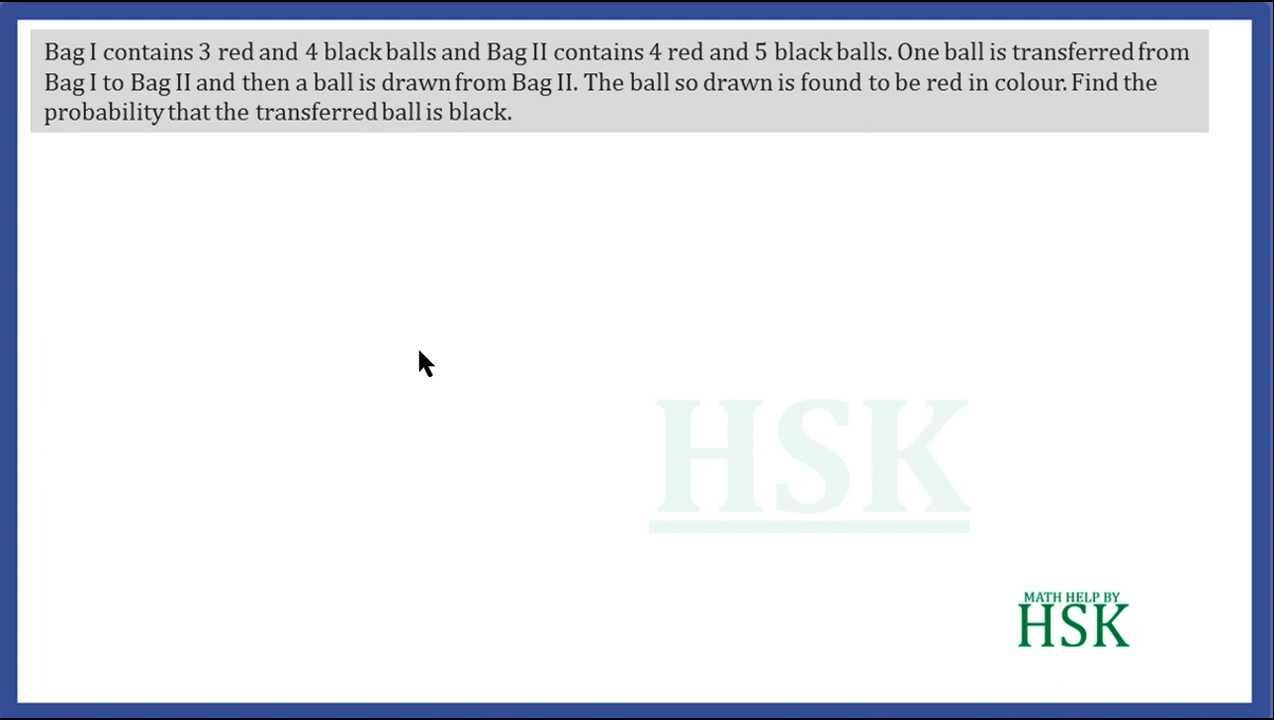 Bag I contains 3 red and 4 black balls and Bag II contains 4 red and 5 black balls. One ball is transferred from
Bag I to Bag II and then a ball is drawn from Bag II. The ball so drawn is found to be red in colour. Find the
probability that the transferred ball is black.
HSK
MATH HELP BY
HSK